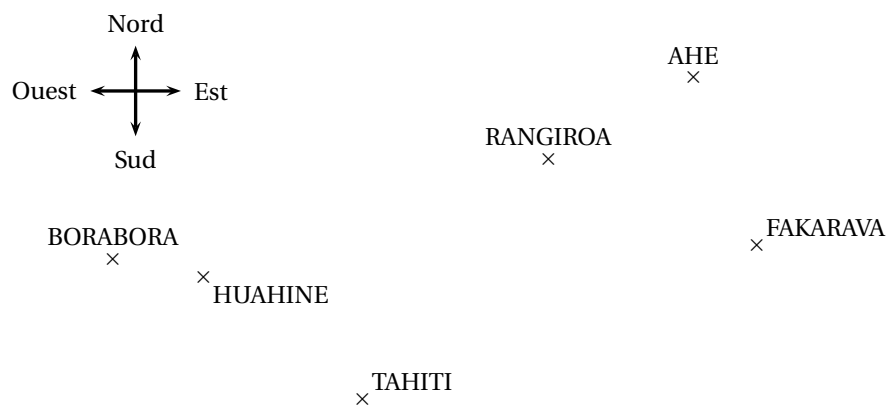 Nord
Ouest
Est
Sud
AHE
RANGIROA
FAKARAVA
BORABORA
HUAHINE
TAHITI